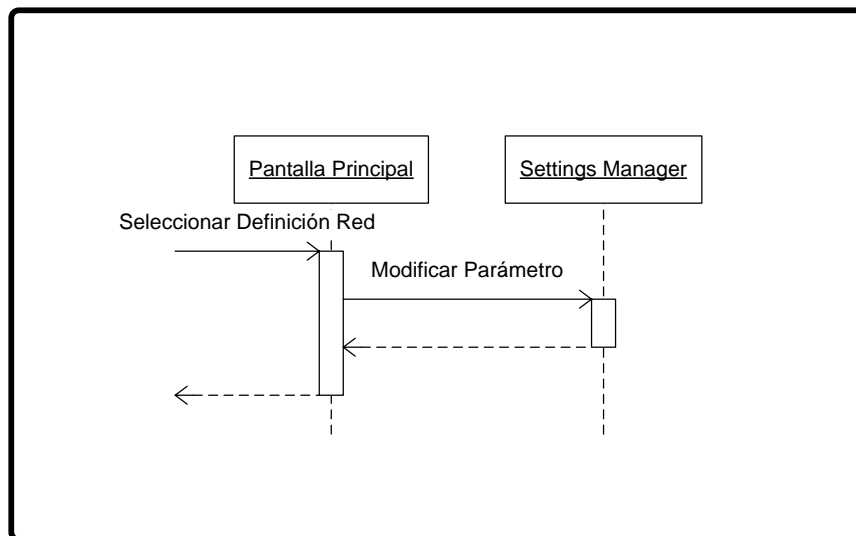 Pantalla Principal
Settings Manager
Seleccionar Definición Red
Modificar Parámetro